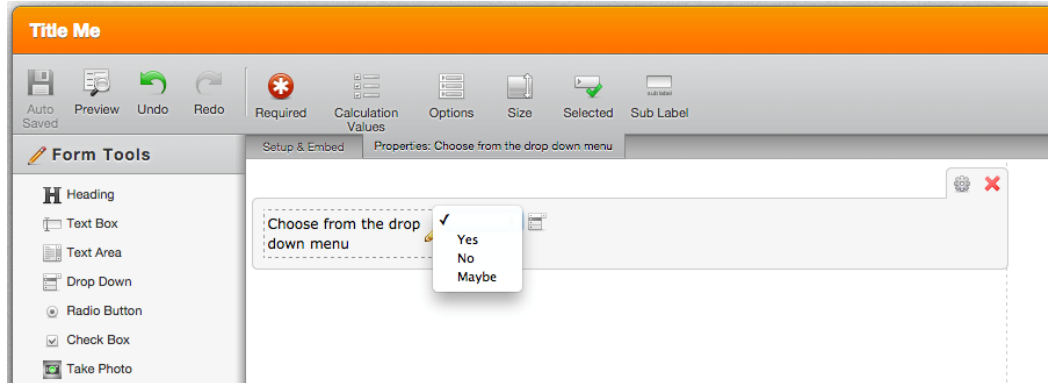 Title Me
Auto Saved
Preview
Undo
Redo
Required
Calculation Values
Options
Size
sub label
Selected
Sub Label
Form Tools
Setup & Embed
Properties: Choose from the drop down menu
Heading
Text Box
Text Area
Drop Down
Radio Button
Check Box
Take Photo
Choose from the drop
down menu
Yes
No
Maybe